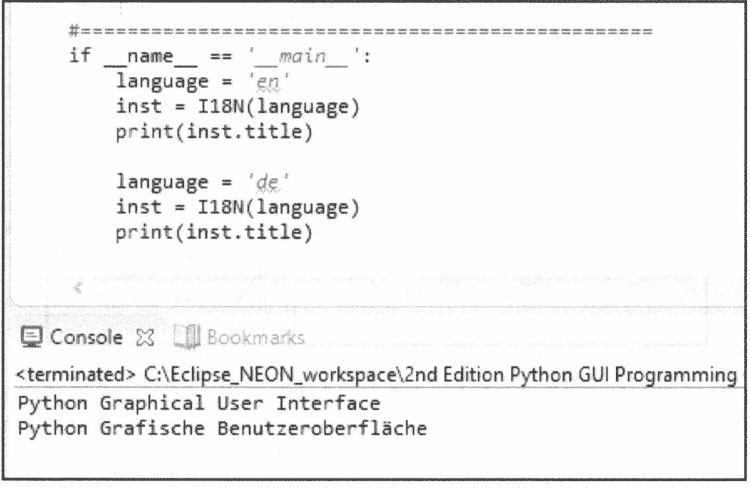 #==================================================
if __name__ == '__main__':
    language = 'en'
    inst = I18N(language)
    print(inst.title)

    language = 'de'
    inst = I18N(language)
    print(inst.title)
Console Bookmarks
<terminated> C:\Eclipse_NEON_workspace\2nd Edition Python GUI Programming
Python Graphical User Interface
Python Grafische Benutzeroberfläche